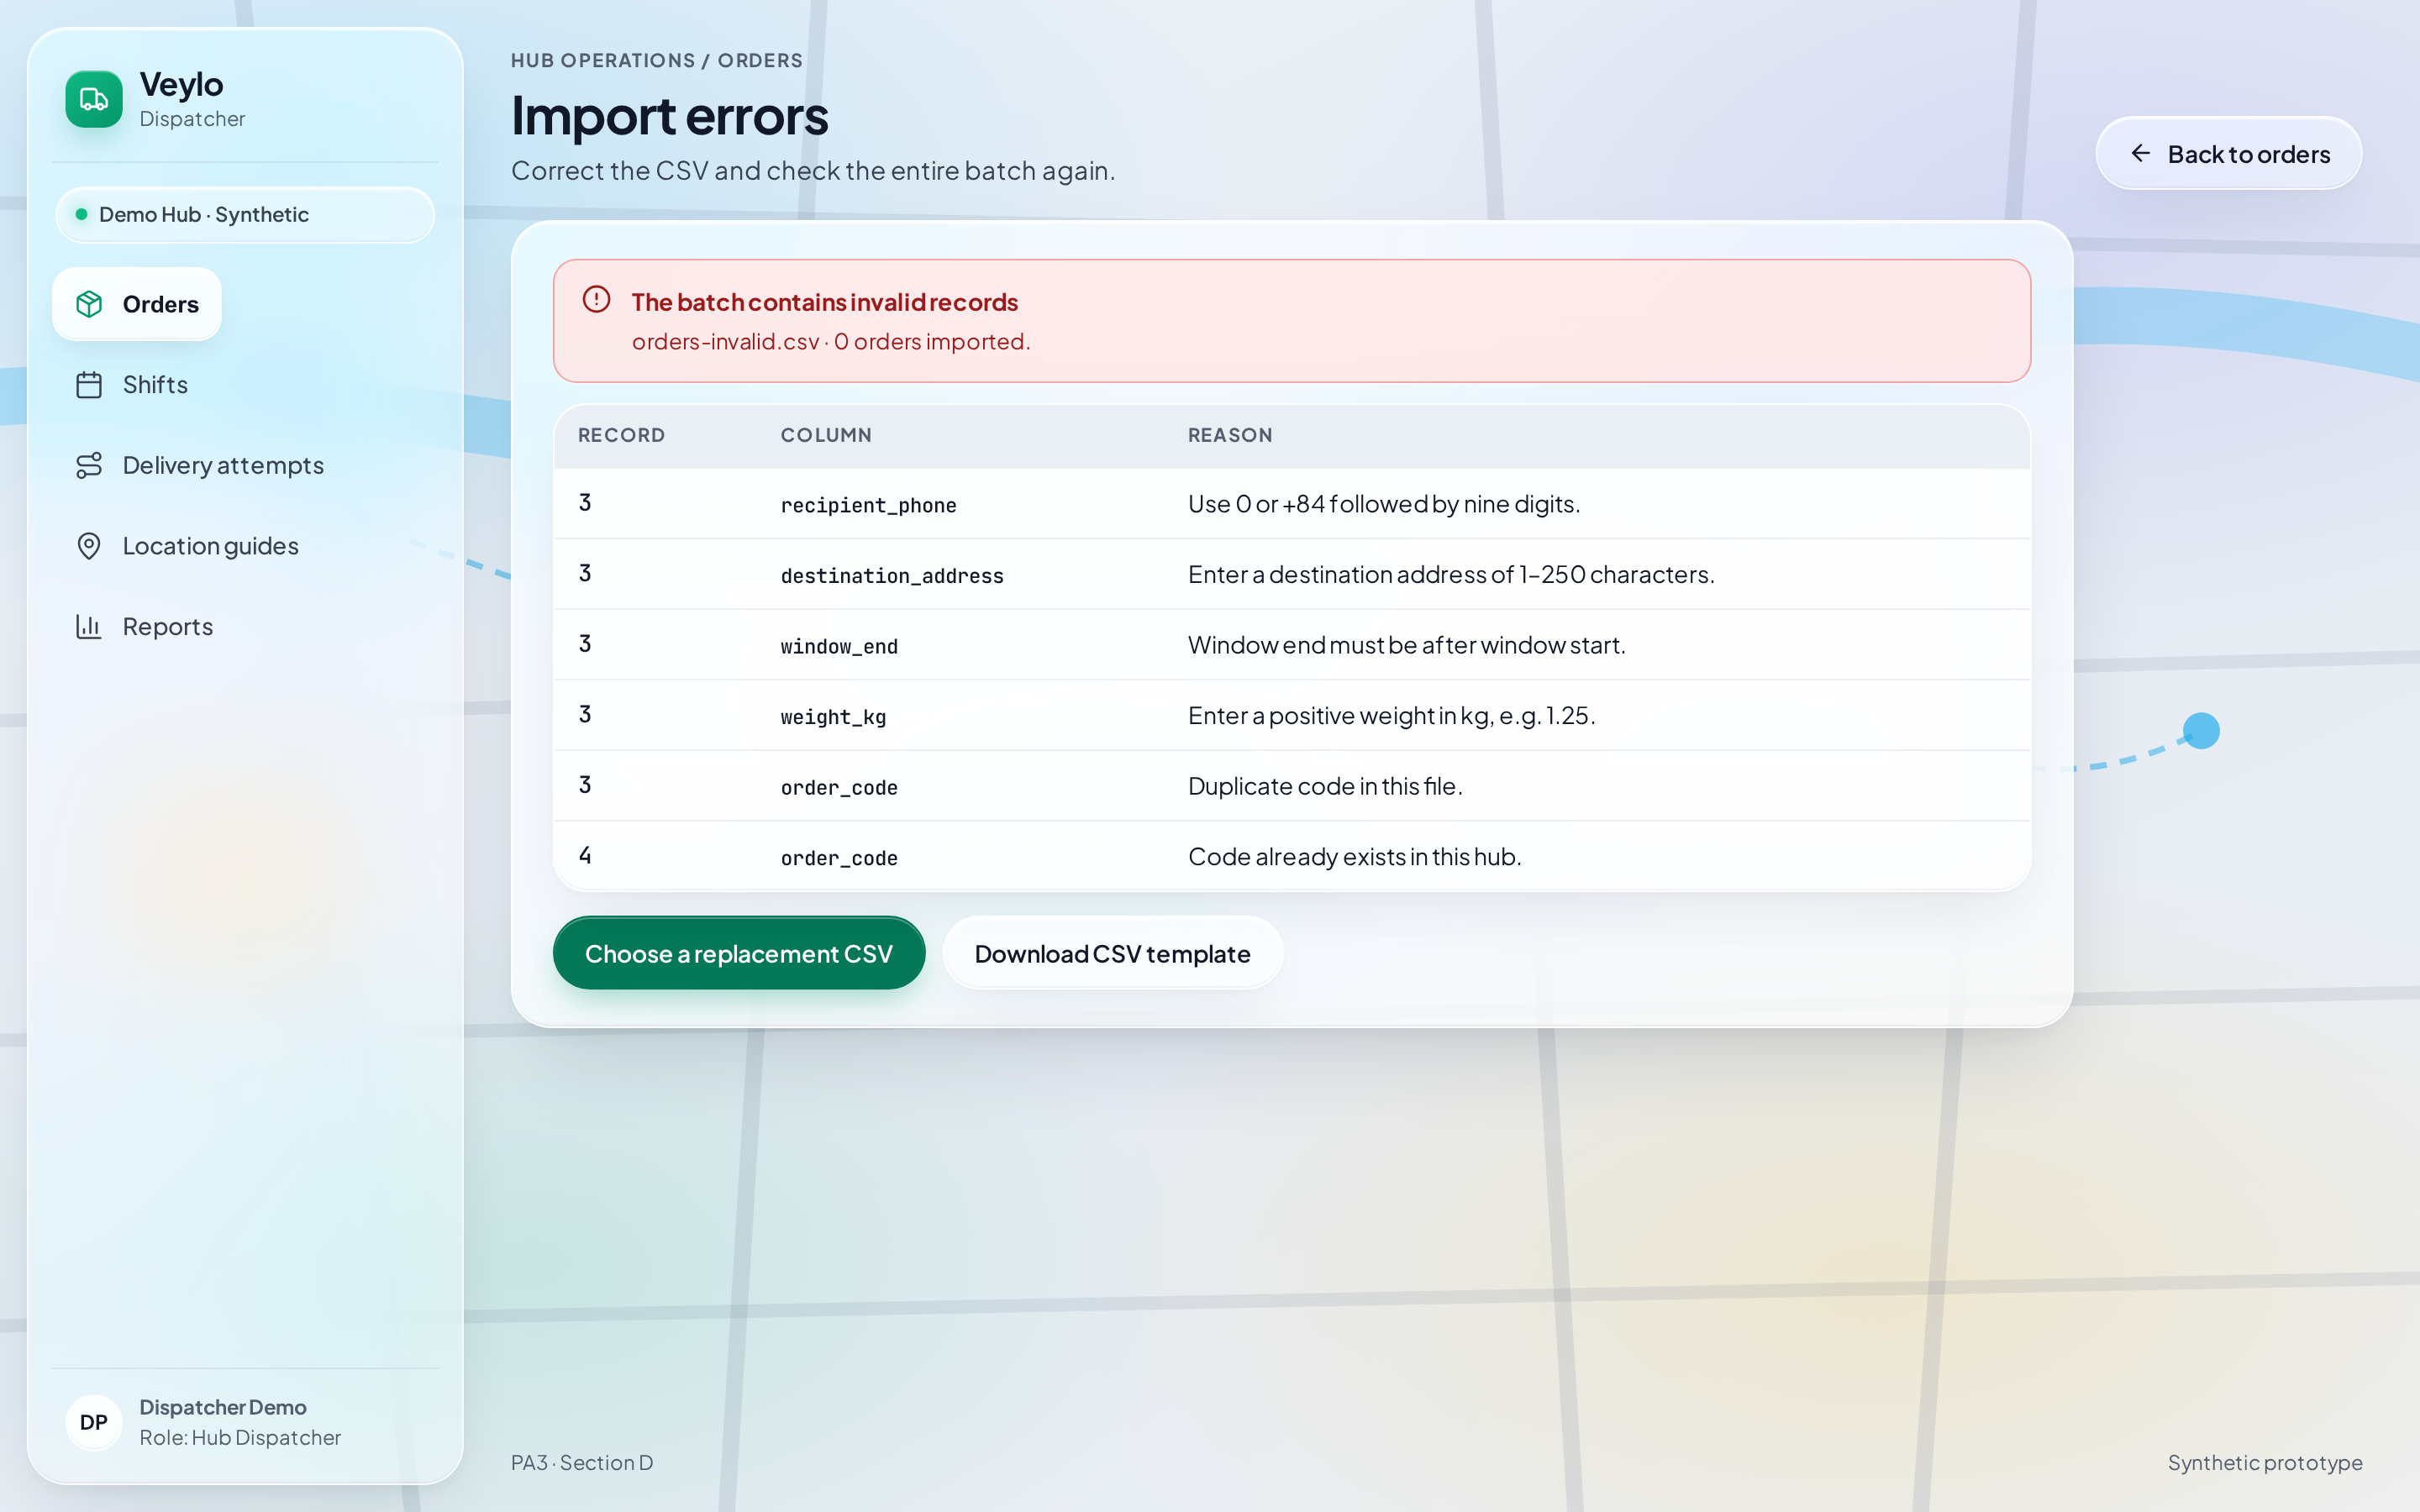 Veylo
Dispatcher
Demo Hub · Synthetic
Orders
Shifts
Delivery attempts
Location guides
Reports
DP
Dispatcher Demo
Role: Hub Dispatcher
HUB OPERATIONS / ORDERS
Import errors
Correct the CSV and check the entire batch again.
Back to orders
The batch contains invalid records
orders-invalid.csv · 0 orders imported.
RECORD COLUMN REASON
3 recipient_phone Use 0 or +84 followed by nine digits.
3 destination_address Enter a destination address of 1–250 characters.
3 window_end Window end must be after window start.
3 weight_kg Enter a positive weight in kg, e.g. 1.25.
3 order_code Duplicate code in this file.
4 order_code Code already exists in this hub.
Choose a replacement CSV
Download CSV template
PA3 · Section D
Synthetic prototype